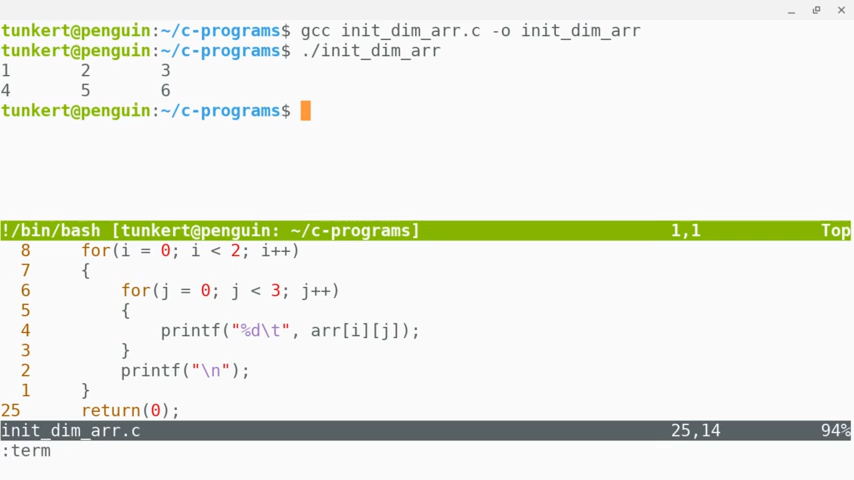 tunkert@penguin:~/c-programs$ gcc init_dim_arr.c -o init_dim_arr
tunkert@penguin:~/c-programs$ ./init_dim_arr
1       2       3
4       5       6
tunkert@penguin:~/c-programs$
!/bin/bash [tunkert@penguin: ~/c-programs] 1,1 Top
8     for(i = 0; i < 2; i++)
7     {
6         for(j = 0; j < 3; j++)
5         {
4             printf("%d\t", arr[i][j]);
3         }
2         printf("\n");
1     }
25      return(0);
init_dim_arr.c 25,14 94%
:term